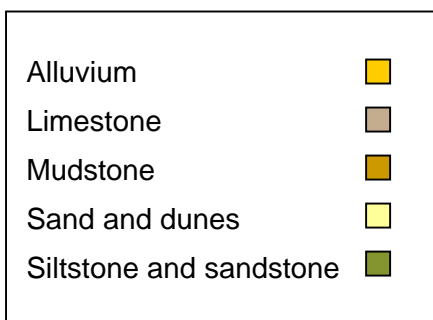 Alluvium
Limestone
Mudstone
Sand and dunes
Siltstone and sandstone